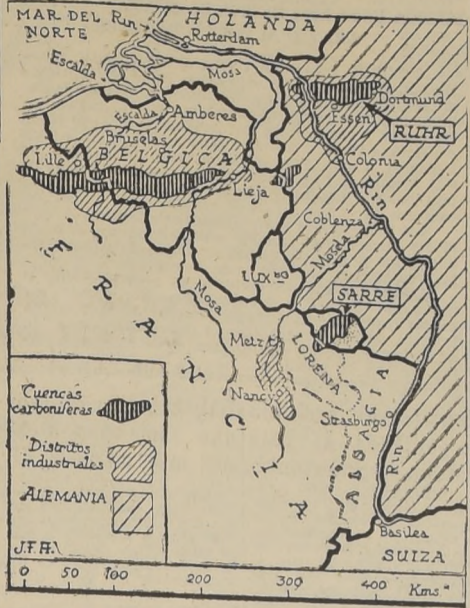 MAR DEL
NORTE
Rin
HOLANDA
Rotterdam
Escalda
Mosa
Dortmund
Essen
RUHR
Escalda
Amberes
Bruselas
Lille
BELGICA
Colonia
Lieja
Rin
Coblenza
Mosela
LUX.
SARRE
Mosa
Metz
LORENA
Nancy
FRANCIA
Strasburgo
ALSACIA
Rin
Basilea
SUIZA
Cuencas
carboníferas
Distritos
industriales
ALEMANIA
J.F.A.
0 50 100 200 300 400 Kms.